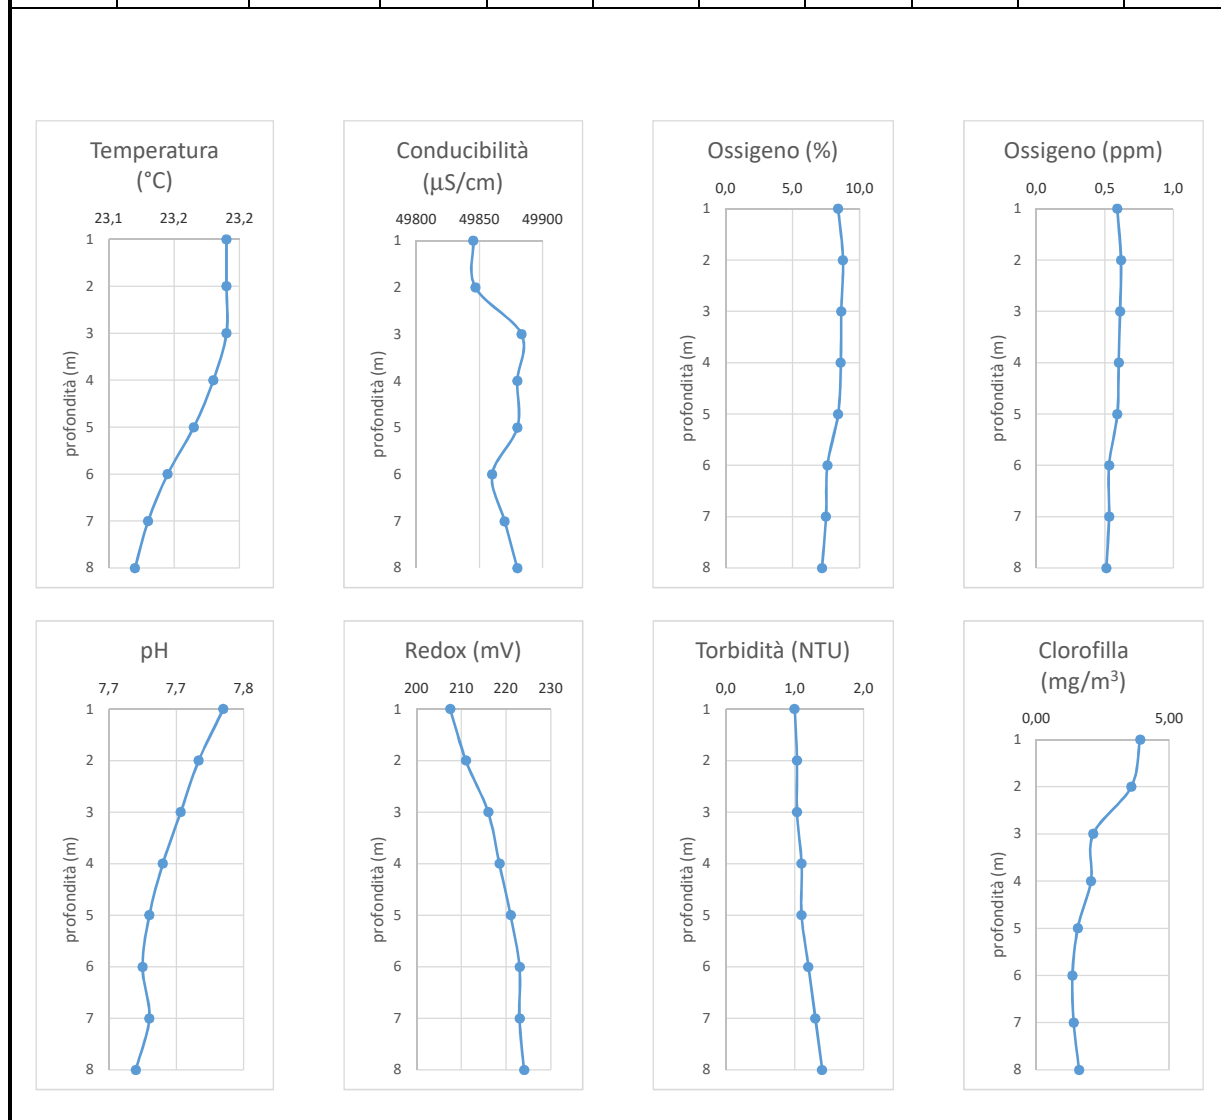 Temperatura
(°C)
23,1 23,2 23,2
1
2
3
4
5
6
7
8
profondità (m)
Conducibilità
(µS/cm)
49800 49850 49900
1
2
3
4
5
6
7
8
profondità (m)
Ossigeno (%)
0,0 5,0 10,0
1
2
3
4
5
6
7
8
profondità (m)
Ossigeno (ppm)
0,0 0,5 1,0
1
2
3
4
5
6
7
8
profondità (m)
pH
7,7 7,7 7,8
1
2
3
4
5
6
7
8
profondità (m)
Redox (mV)
200 210 220 230
1
2
3
4
5
6
7
8
profondità (m)
Torbidità (NTU)
0,0 1,0 2,0
1
2
3
4
5
6
7
8
profondità (m)
Clorofilla
(mg/m³)
0,00 5,00
1
2
3
4
5
6
7
8
profondità (m)